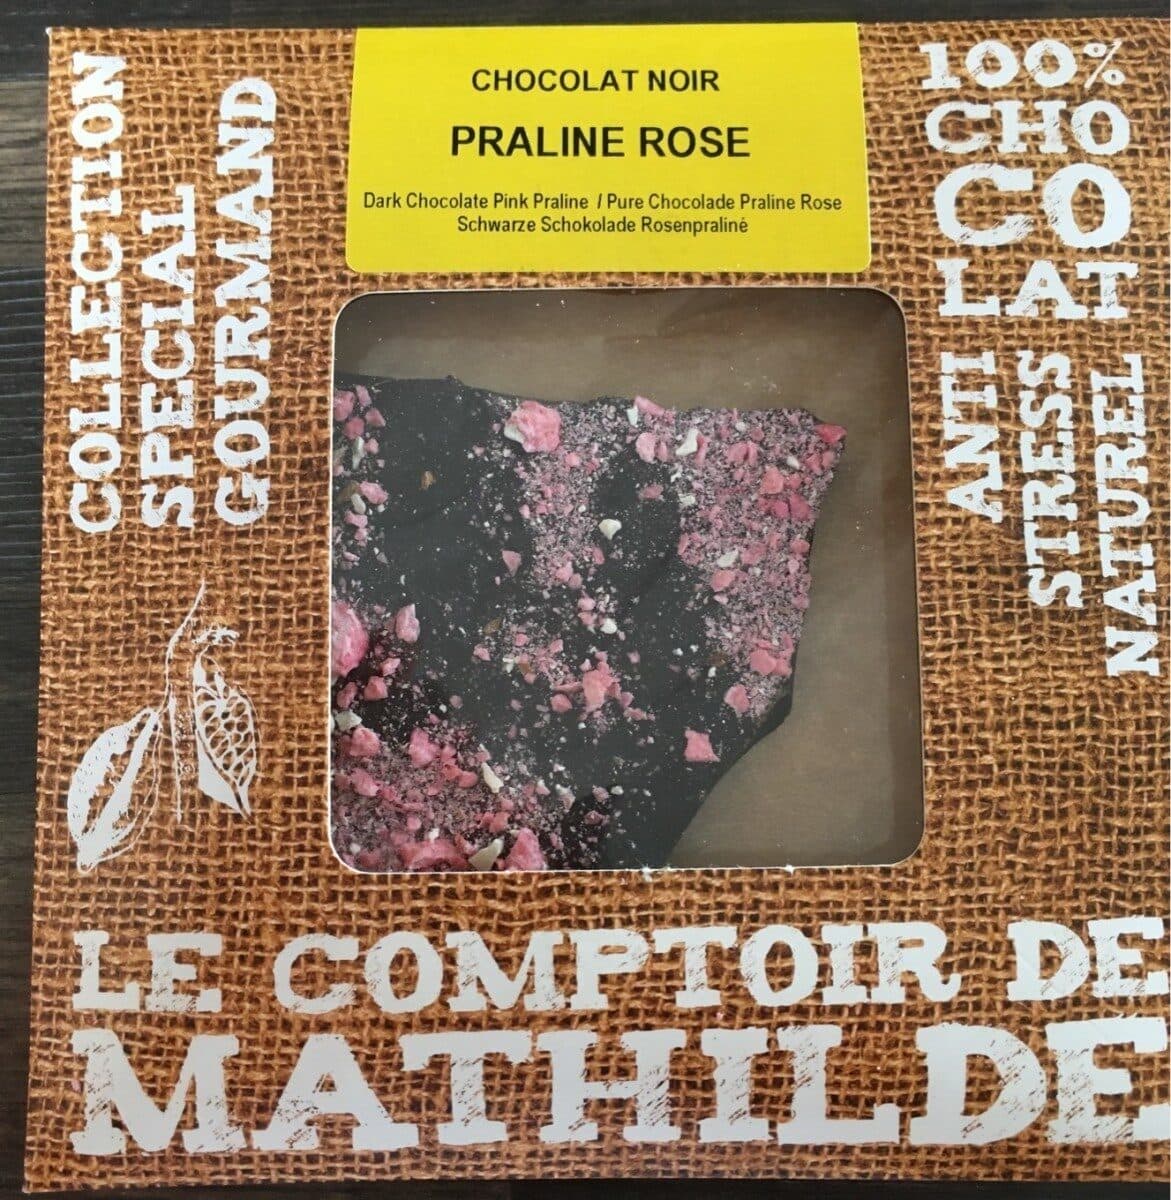 COLLECTION
SPECIAL
GOURMAND
CHOCOLAT NOIR
PRALINE ROSE
Dark Chocolate Pink Praline / Pure Chocolade Praline Rose
Schwarze Schokolade Rosenpraliné
100%
CHO
CO
LAT
ANTI
STRESS
NATUREL
LE COMPTOIR DE
MATHILDE